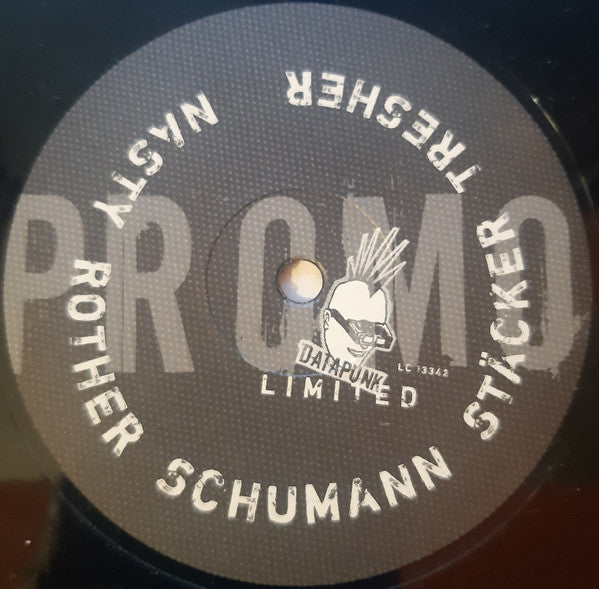 NASTY ROTHER SCHUMANN STÄCKER TRESHER
PROMO
DATAPUNK
LC 13342
LIMITED